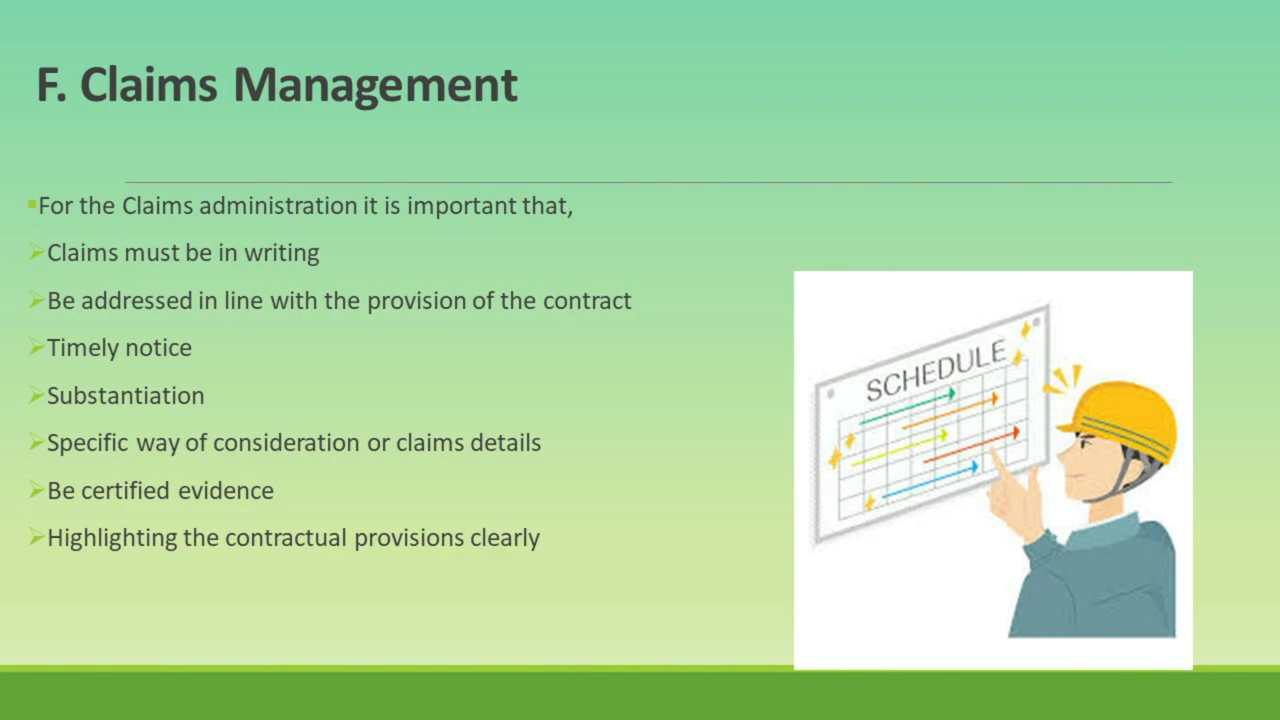 F. Claims Management
For the Claims administration it is important that,
Claims must be in writing
Be addressed in line with the provision of the contract
Timely notice
Substantiation
Specific way of consideration or claims details
Be certified evidence
Highlighting the contractual provisions clearly
SCHEDULE